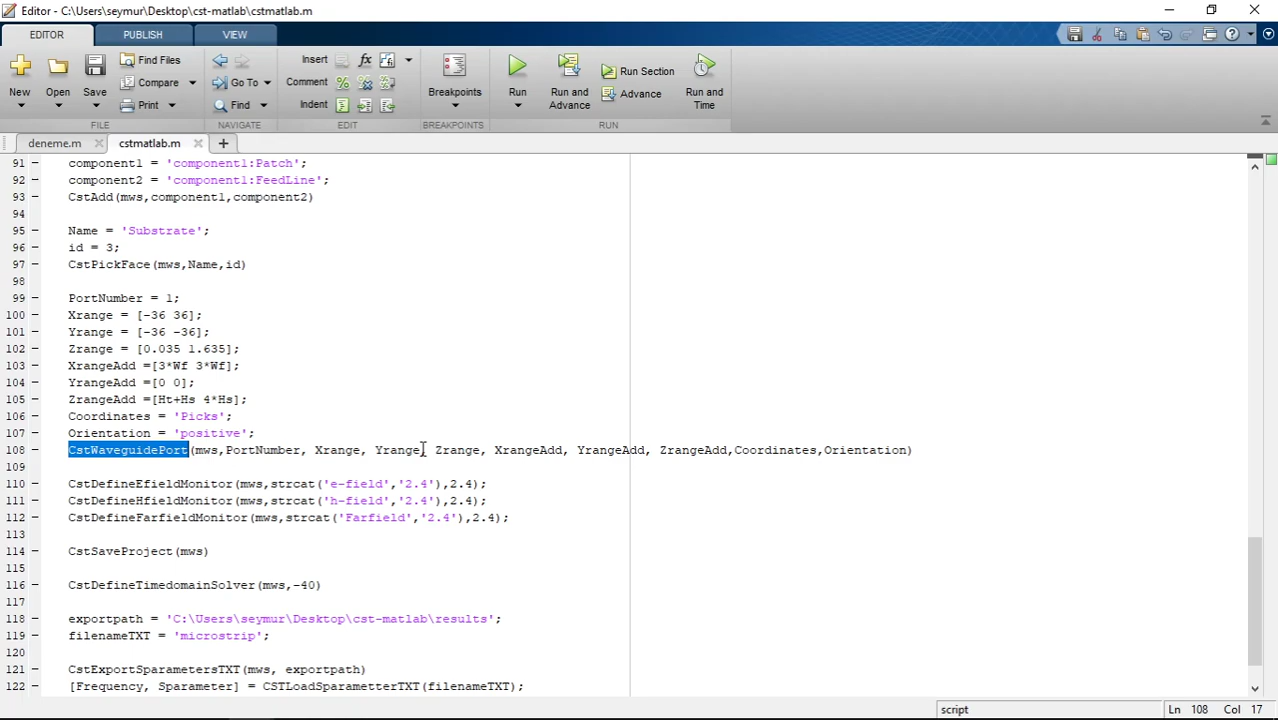 Editor - C:\Users\seymur\Desktop\cst-matlab\cstmatlab.m
EDITOR PUBLISH VIEW
New Open Save Find Files Compare Print
FILE
Go To Find
NAVIGATE
Insert fx
Comment
Indent
EDIT
Breakpoints
BREAKPOINTS
Run Run and Advance Run Section Advance Run and Time
RUN
deneme.m cstmatlab.m
91 component1 = 'component1:Patch';
92 component2 = 'component1:FeedLine';
93 CstAdd(mws,component1,component2)
94
95 Name = 'Substrate';
96 id = 3;
97 CstPickFace(mws,Name,id)
98
99 PortNumber = 1;
100 Xrange = [-36 36];
101 Yrange = [-36 -36];
102 Zrange = [0.035 1.635];
103 XrangeAdd =[3*Wf 3*Wf];
104 YrangeAdd =[0 0];
105 ZrangeAdd =[Ht+Hs 4*Hs];
106 Coordinates = 'Picks';
107 Orientation = 'positive';
108 CstWaveguidePort(mws,PortNumber, Xrange, Yrange, Zrange, XrangeAdd, YrangeAdd, ZrangeAdd,Coordinates,Orientation)
109
110 CstDefineEfieldMonitor(mws,strcat('e-field','2.4'),2.4);
111 CstDefineHfieldMonitor(mws,strcat('h-field','2.4'),2.4);
112 CstDefineFarfieldMonitor(mws,strcat('Farfield','2.4'),2.4);
113
114 CstSaveProject(mws)
115
116 CstDefineTimedomainSolver(mws,-40)
117
118 exportpath = 'C:\Users\seymur\Desktop\cst-matlab\results';
119 filenameTXT = 'microstrip';
120
121 CstExportSparametersTXT(mws, exportpath)
122 [Frequency, Sparameter] = CSTLoadSparametterTXT(filenameTXT);
script Ln 108 Col 17